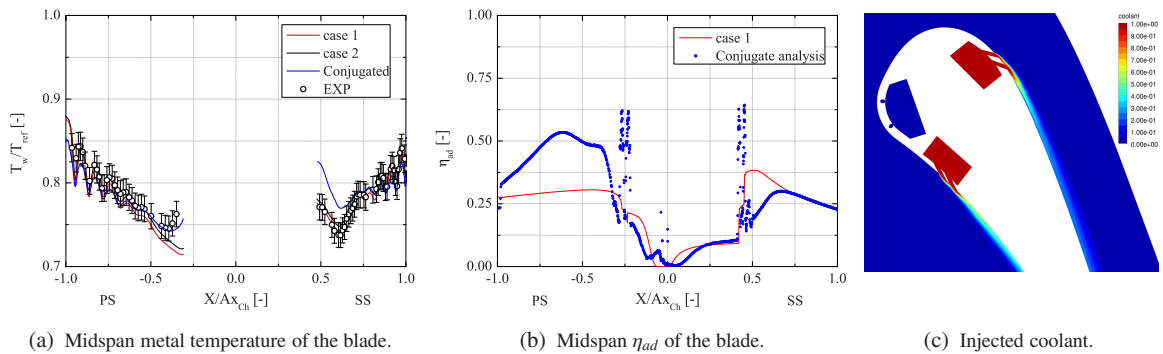 case 1
case 2
Conjugated
EXP
1.0
0.9
0.8
0.7
T_w/T_ref [-]
-1.0 -0.5 0.0 0.5 1.0
PS X/Ax_Ch [-] SS
(a) Midspan metal temperature of the blade.
case 1
Conjugate analysis
1.00
0.75
0.50
0.25
0.00
η_ad [-]
-1.0 -0.5 0.0 0.5 1.0
PS X/Ax_Ch [-] SS
(b) Midspan η_ad of the blade.
coolant
1.00e+00
9.00e-01
8.00e-01
7.00e-01
6.00e-01
5.00e-01
4.00e-01
3.00e-01
2.00e-01
1.00e-01
0.00e+00
(c) Injected coolant.